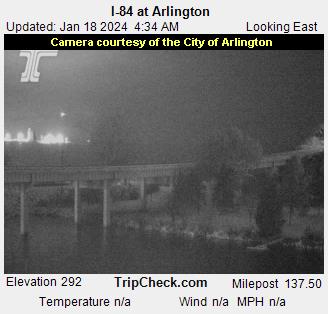 I-84 at Arlington
Updated: Jan 18 2024 4:34 AM Looking East
Camera courtesy of the City of Arlington
Elevation 292 TripCheck.com Milepost 137.50
Temperature n/a Wind n/a MPH n/a